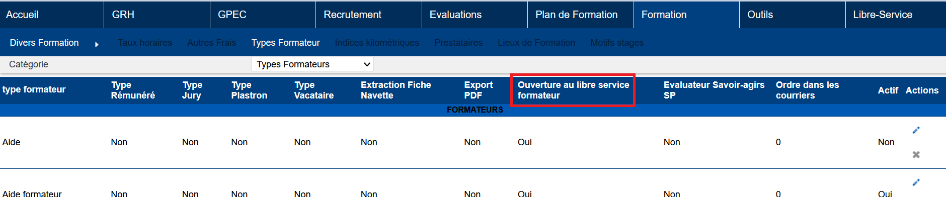 Accueil GRH GPEC Recrutement Evaluations Plan de Formation Formation Outils Libre-Service
Divers Formation Taux horaires Autres Frais Types Formateur Indices kilométriques Prestataires Lieux de Formation Motifs stages
Catégorie Types Formateurs
type formateur Type Rémunéré Type Jury Type Plastron Type Vacataire Extraction Fiche Navette Export PDF Ouverture au libre service formateur Evaluateur Savoir-agirs SP Ordre dans les courriers Actif Actions
FORMATEURS
Aide Non Non Non Non Non Non Oui Non 0 Non
Aide formateur Non Non Non Non Non Non Oui Non 0 Oui